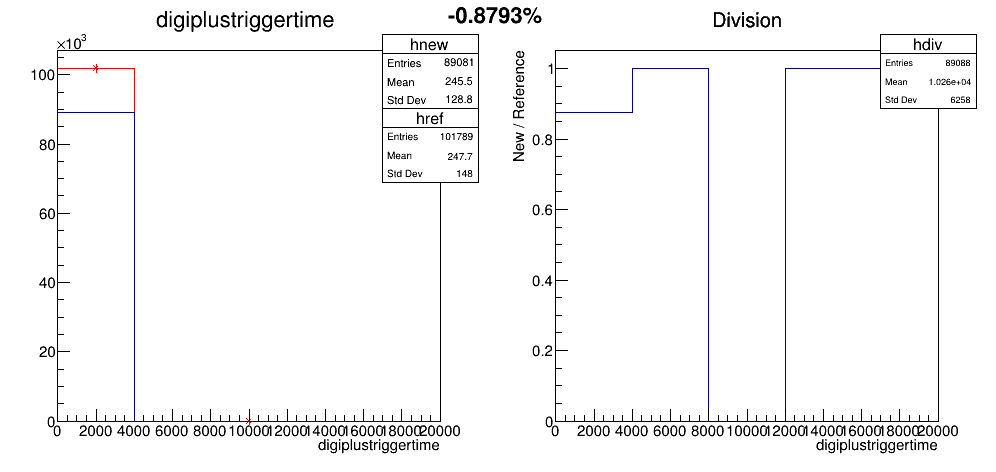 digiplustriggertime
-0.8793%
Division
×10³
hnew
Entries 89081
Mean 245.5
Std Dev 128.8
href
Entries 101789
Mean 247.7
Std Dev 148
100
80
60
40
20
0
0 2000 4000 6000 8000 10000 12000 14000 16000 18000 20000
digiplustriggertime
hdiv
Entries 89088
Mean 1.026e+04
Std Dev 6258
New / Reference
1
0.8
0.6
0.4
0.2
0
0 2000 4000 6000 8000 10000 12000 14000 16000 18000 20000
digiplustriggertime